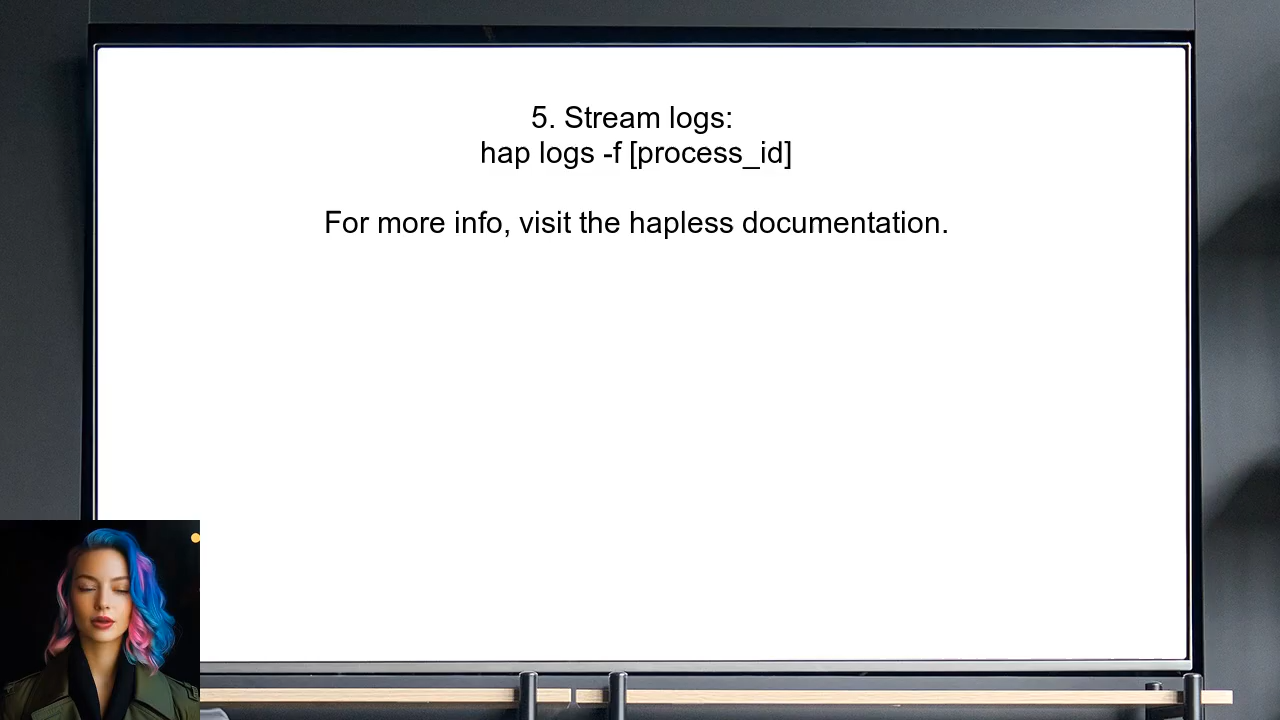 5. Stream logs:
hap logs -f [process_id]
For more info, visit the hapless documentation.